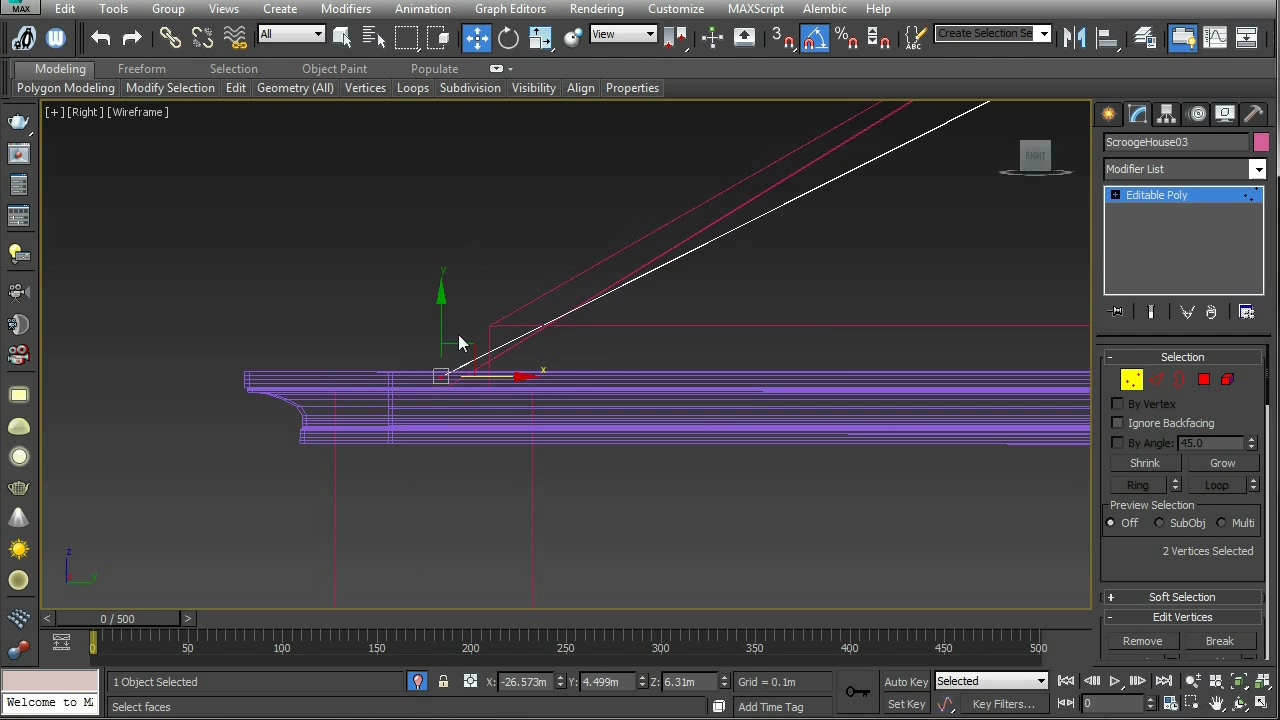 MAX Edit Tools Group Views Create Modifiers Animation Graph Editors Rendering Customize MAXScript Alembic Help
All View 3 % ABC Create Selection Se
Modeling Freeform Selection Object Paint Populate
Polygon Modeling Modify Selection Edit Geometry (All) Vertices Loops Subdivision Visibility Align Properties
[+] [Right] [Wireframe]
RIGHT
ScroogeHouse03
Modifier List
Editable Poly
- Selection
By Vertex
Ignore Backfacing
By Angle: 45.0
Shrink Grow
Ring Loop
Preview Selection
Off SubObj Multi
2 Vertices Selected
+ Soft Selection
- Edit Vertices
Remove Break
y
x
z
y
< 0 / 500 >
0 50 100 150 200 250 300 350 400 450 500
1 Object Selected X: -26.573m Y: 4.499m Z: 6.31m Grid = 0.1m Auto Key Selected
Welcome to Select faces Add Time Tag Set Key Key Filters... 0